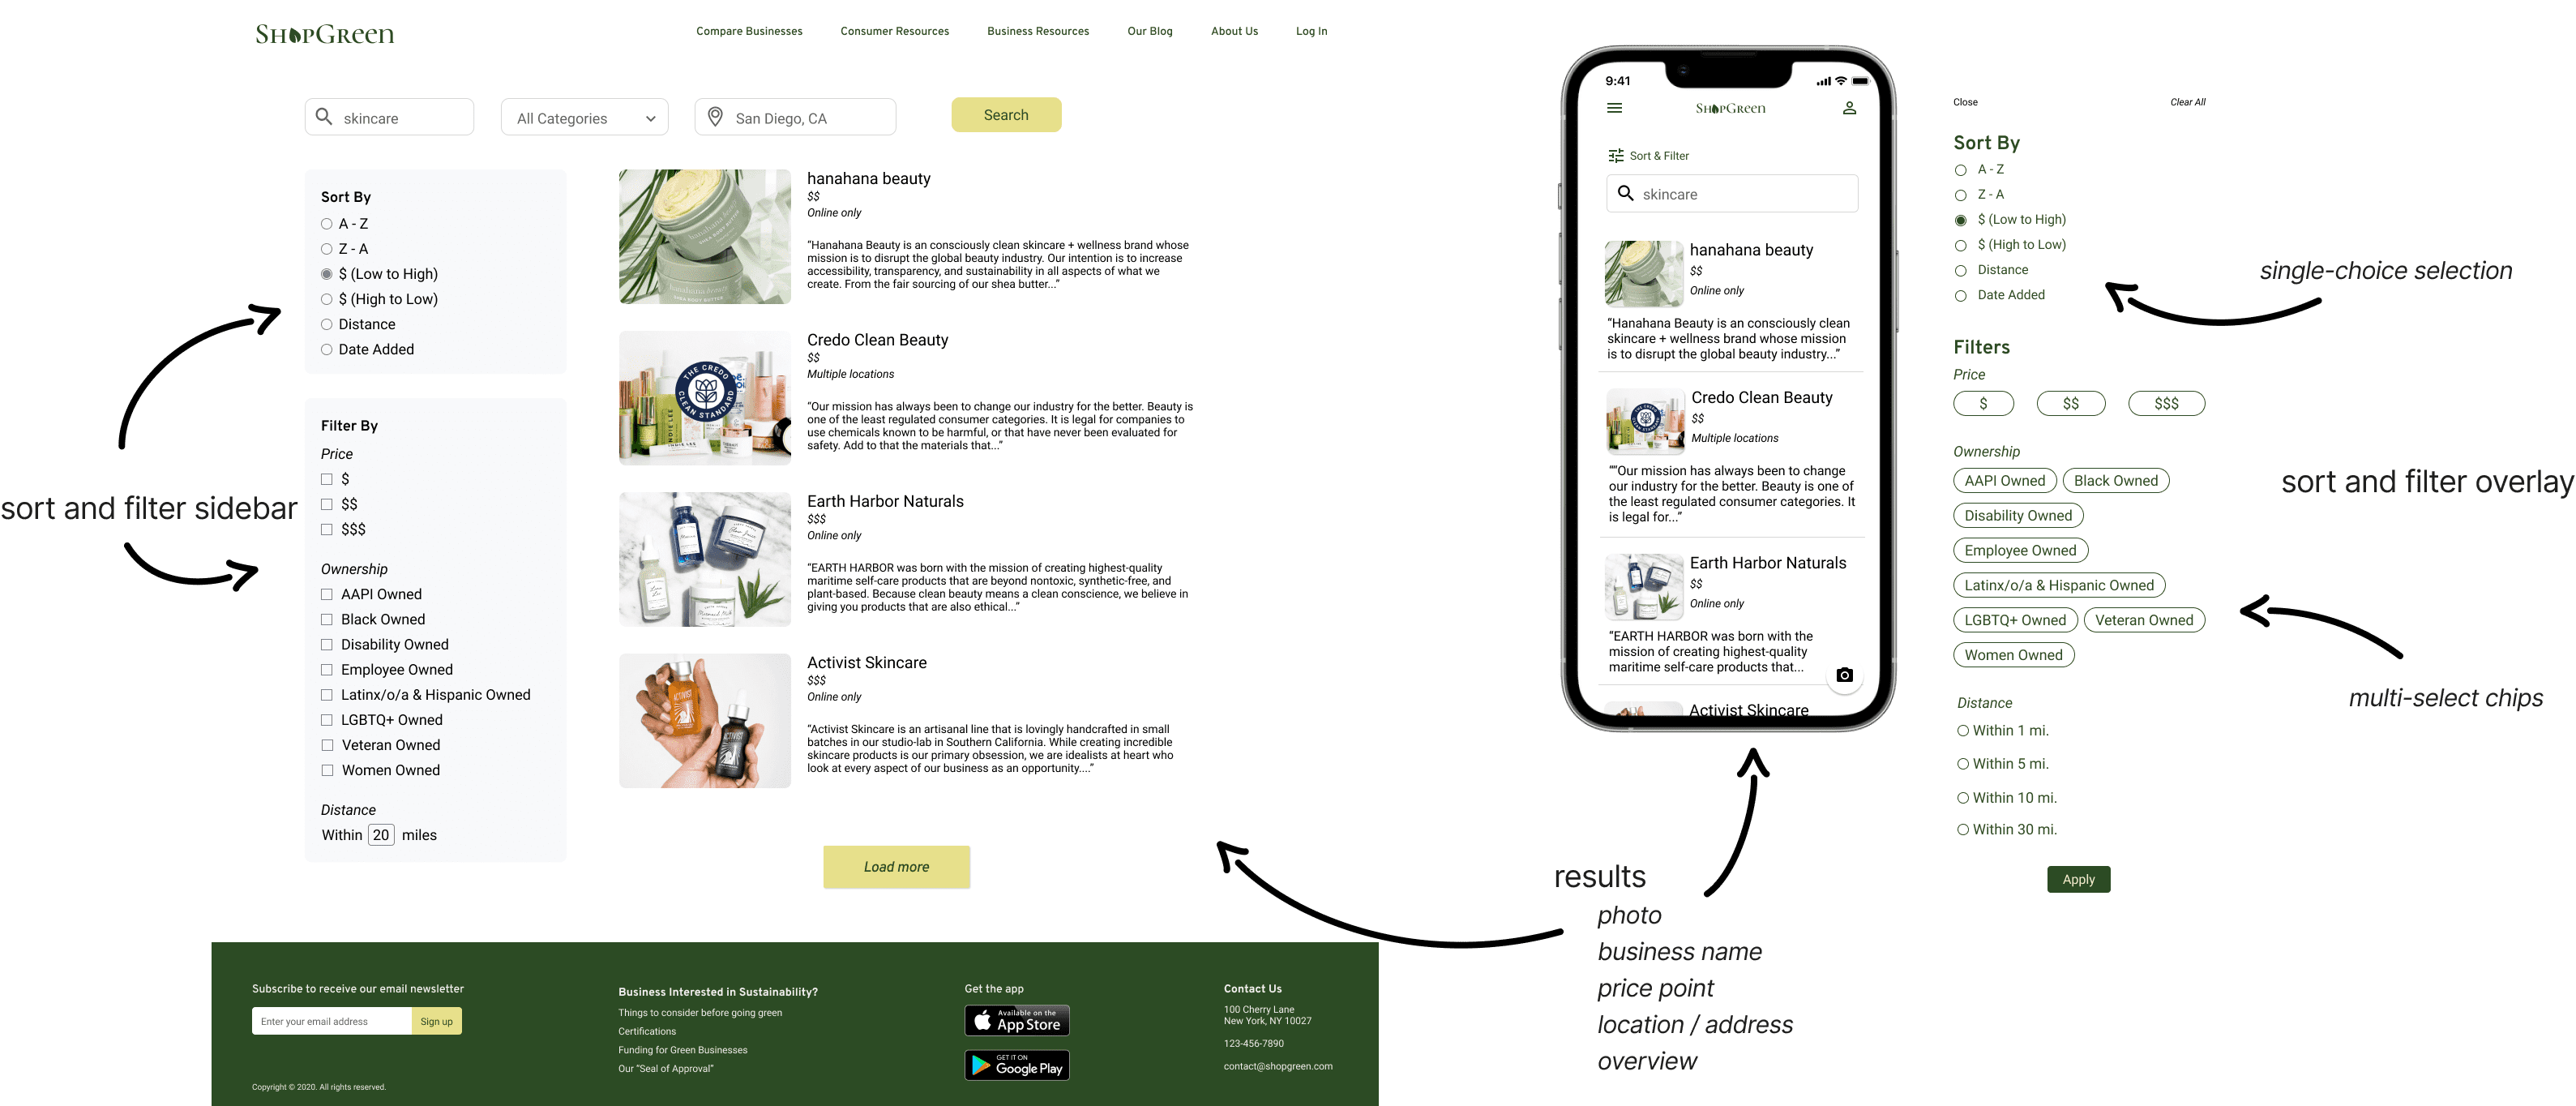 ShopGreen
Compare Businesses
Consumer Resources
Business Resources
Our Blog
About Us
Log In
skincare
All Categories
San Diego, CA
Search
sort and filter sidebar
Sort By
A - Z
Z - A
$ (Low to High)
$ (High to Low)
Distance
Date Added
Filter By
Price
$
$$
$$$
Ownership
AAPI Owned
Black Owned
Disability Owned
Employee Owned
Latinx/o/a & Hispanic Owned
LGBTQ+ Owned
Veteran Owned
Women Owned
Distance
Within 20 miles
hanahana beauty
SHEA BODY BUTTER
hanahana beauty
$$
Online only
“Hanahana Beauty is an consciously clean skincare + wellness brand whose
mission is to disrupt the global beauty industry. Our intention is to increase
accessibility, transparency, and sustainability in all aspects of what we
create. From the fair sourcing of our shea butter...”
THE CREDO
CLEAN STANDARD
INDIE LEE
Credo Clean Beauty
$$
Multiple locations
“Our mission has always been to change our industry for the better. Beauty is
one of the least regulated consumer categories. It is legal for companies to
use chemicals known to be harmful, or that have never been evaluated for
safety. Add to that the materials that...”
Earth Harbor Naturals
$$$
Online only
“EARTH HARBOR was born with the mission of creating highest-quality
maritime self-care products that are beyond nontoxic, synthetic-free, and
plant-based. Because clean beauty means a clean conscience, we believe in
giving you products that are also ethical...”
ACTIVIST
ACTIVIST
Activist Skincare
$$$
Online only
“Activist Skincare is an artisanal line that is lovingly handcrafted in small
batches in our studio-lab in Southern California. While creating incredible
skincare products is our primary obsession, we are idealists at heart who
look at every aspect of our business as an opportunity....”
Load more
Subscribe to receive our email newsletter
Enter your email address
Sign up
Copyright © 2020. All rights reserved.
Business Interested in Sustainability?
Things to consider before going green
Certifications
Funding for Green Businesses
Our “Seal of Approval”
Get the app
Available on the
App Store
GET IT ON
Google Play
Contact Us
100 Cherry Lane
New York, NY 10027
123-456-7890
contact@shopgreen.com
9:41
ShopGreen
Sort & Filter
skincare
hanahana beauty
$$
Online only
“Hanahana Beauty is an consciously clean
skincare + wellness brand whose mission
is to disrupt the global beauty industry...”
Credo Clean Beauty
$$
Multiple locations
““Our mission has always been to change
our industry for the better. Beauty is one of
the least regulated consumer categories. It
is legal for...”
Earth Harbor Naturals
$$
Online only
“EARTH HARBOR was born with the
mission of creating highest-quality
maritime self-care products that...
Activist Skincare
results
photo
business name
price point
location / address
overview
Close
Clear All
Sort By
A - Z
Z - A
$ (Low to High)
$ (High to Low)
Distance
Date Added
Filters
Price
$
$$
$$$
Ownership
AAPI Owned
Black Owned
Disability Owned
Employee Owned
Latinx/o/a & Hispanic Owned
LGBTQ+ Owned
Veteran Owned
Women Owned
Distance
Within 1 mi.
Within 5 mi.
Within 10 mi.
Within 30 mi.
Apply
single-choice selection
sort and filter overlay
multi-select chips